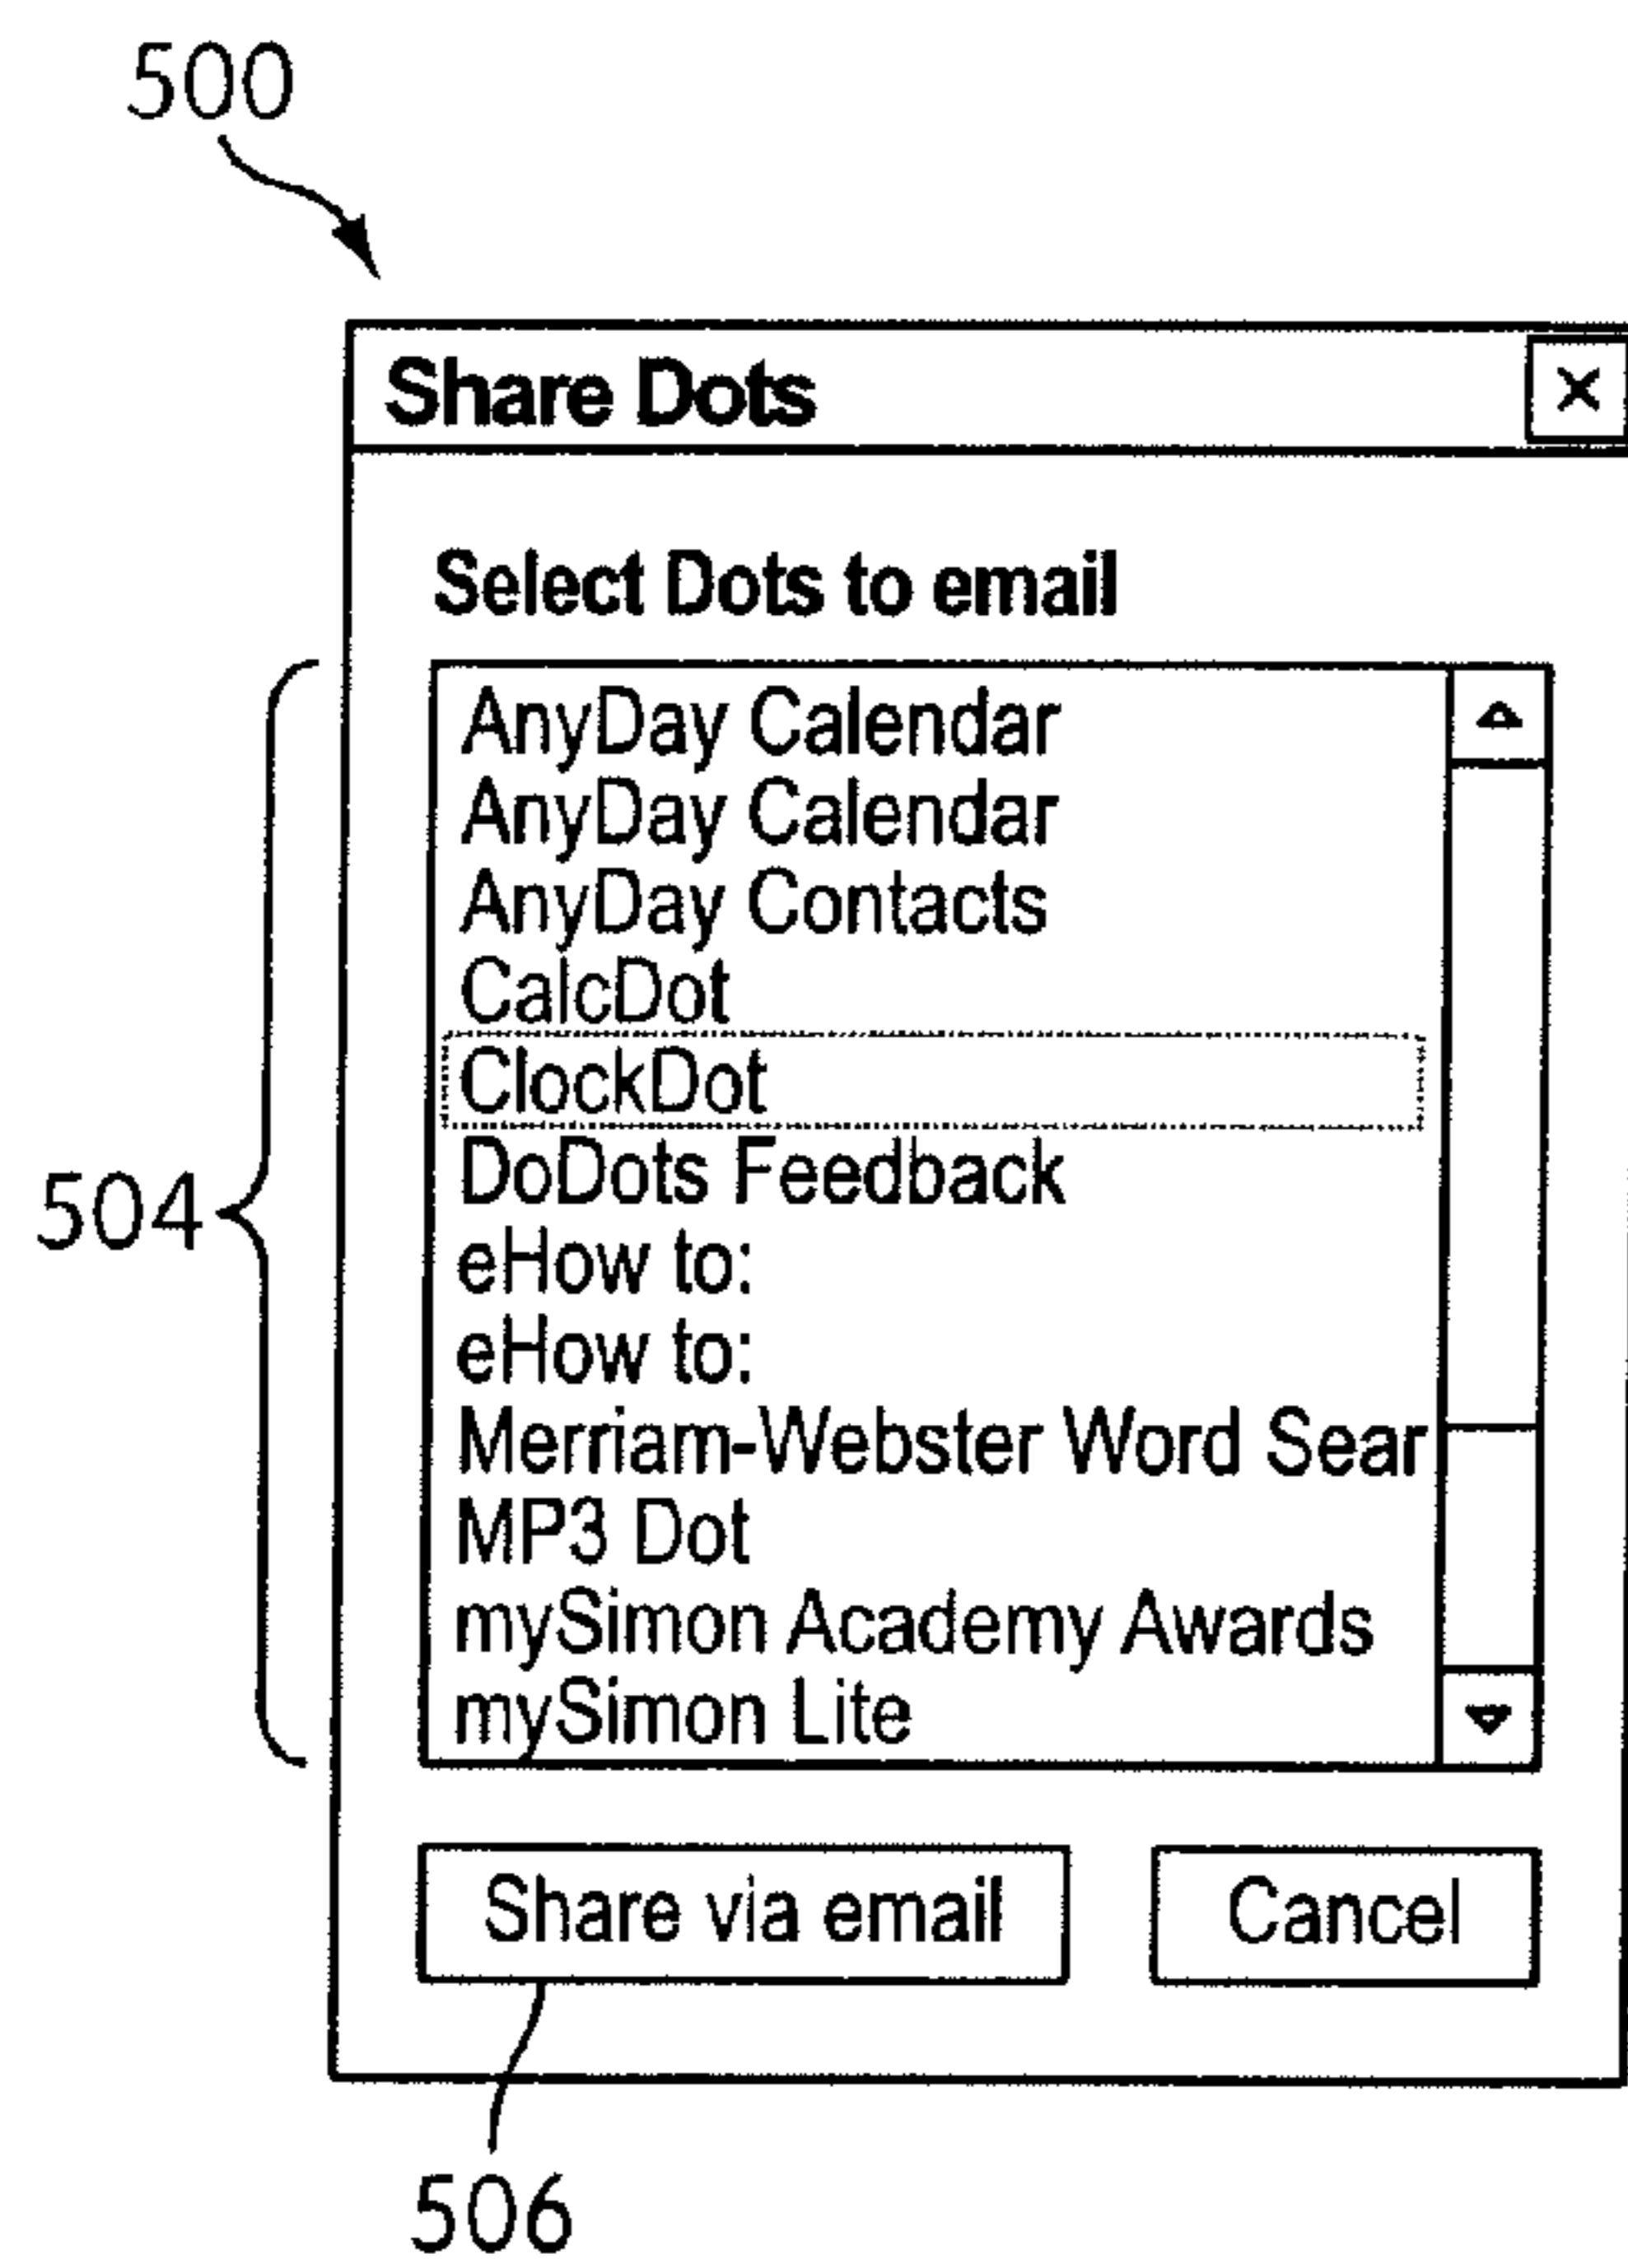 500
Share Dots
Select Dots to email
AnyDay Calendar
AnyDay Calendar
AnyDay Contacts
CalcDot
ClockDot
DoDots Feedback
504
eHow to:
eHow to:
Merriam-Webster Word Sear
MP3 Dot
mySimon Academy Awards
mySimon Lite
Share via email
Cancel
506